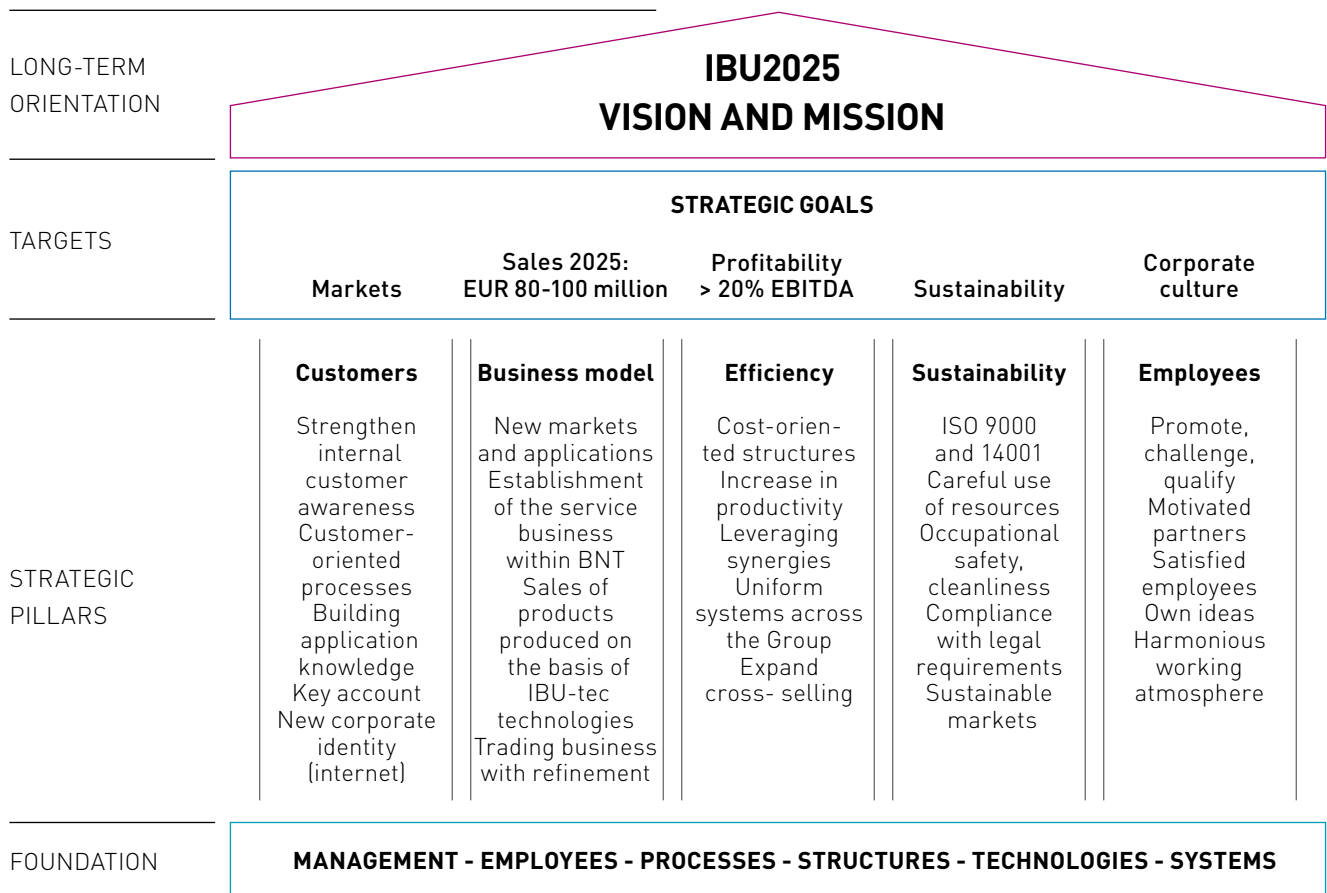 LONG-TERM
ORIENTATION
IBU2025
VISION AND MISSION
TARGETS
STRATEGIC GOALS
Markets
Sales 2025:
EUR 80-100 million
Profitability
> 20% EBITDA
Sustainability
Corporate
culture
STRATEGIC
PILLARS
Customers
Strengthen
internal
customer
awareness
Customer-
oriented
processes
Building
application
knowledge
Key account
New corporate
identity
(internet)
Business model
New markets
and applications
Establishment
of the service
business
within BNT
Sales of
products
produced on
the basis of
IBU-tec
technologies
Trading business
with refinement
Efficiency
Cost-orien-
ted structures
Increase in
productivity
Leveraging
synergies
Uniform
systems across
the Group
Expand
cross- selling
Sustainability
ISO 9000
and 14001
Careful use
of resources
Occupational
safety,
cleanliness
Compliance
with legal
requirements
Sustainable
markets
Employees
Promote,
challenge,
qualify
Motivated
partners
Satisfied
employees
Own ideas
Harmonious
working
atmosphere
FOUNDATION
MANAGEMENT - EMPLOYEES - PROCESSES - STRUCTURES - TECHNOLOGIES - SYSTEMS